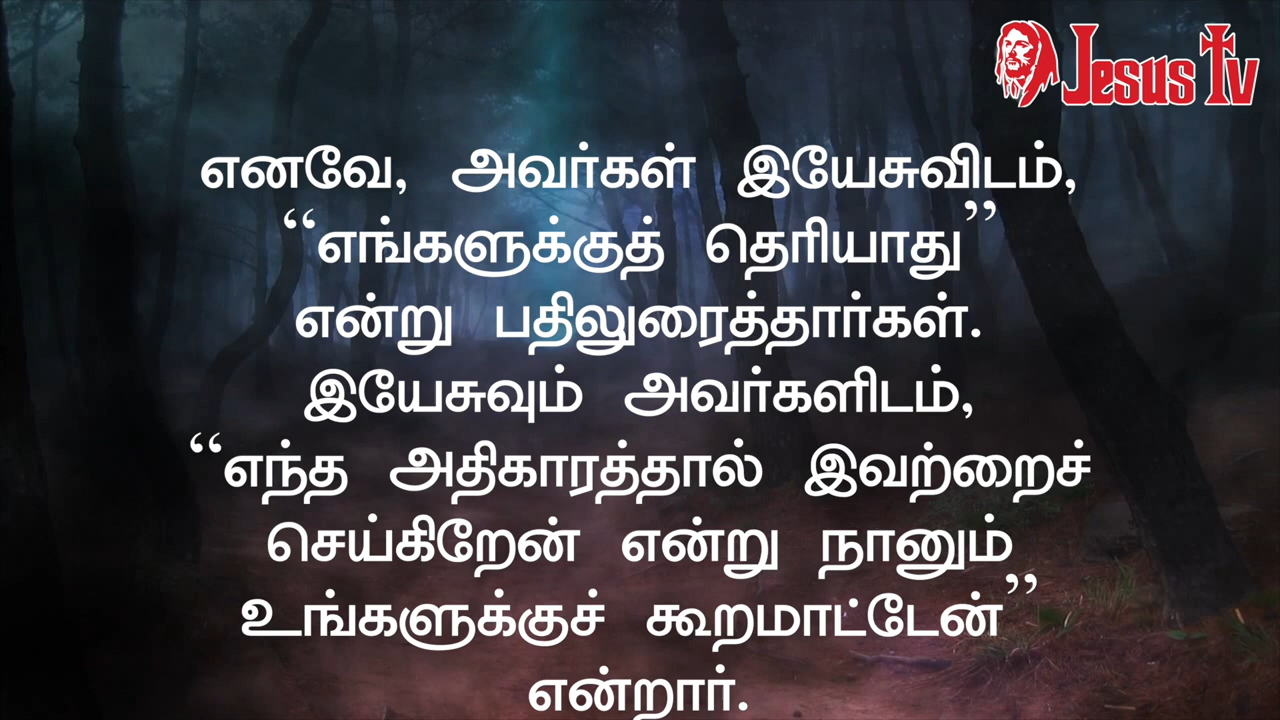 Jesus Tv
எனவே, அவர்கள் இயேசுவிடம்,
“எங்களுக்குத் தெரியாது”
என்று பதிலுரைத்தார்கள்.
இயேசுவும் அவர்களிடம்,
“எந்த அதிகாரத்தால் இவற்றைச்
செய்கிறேன் என்று நானும்
உங்களுக்குச் கூறமாட்டேன்”
என்றார்.